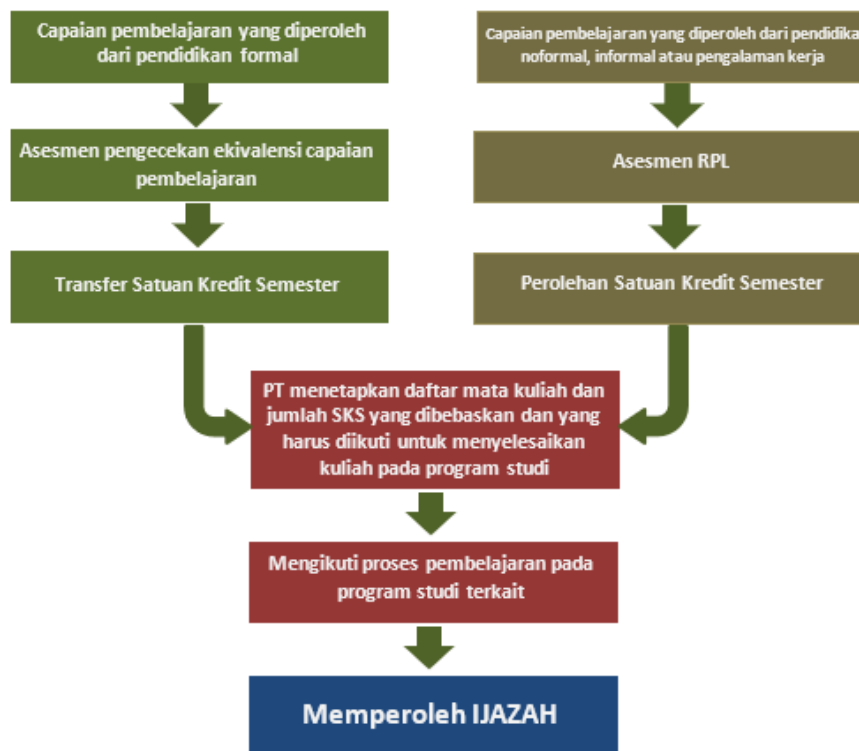 Capaian pembelajaran yang diperoleh
dari pendidikan formal
Asesmen pengecekan ekivalensi capaian
pembelajaran
Transfer Satuan Kredit Semester
Capaian pembelajaran yang diperoleh dari pendidika
noformal, informal atau pengalaman kerja
Asesmen RPL
Perolehan Satuan Kredit Semester
PT menetapkan daftar mata kuliah dan
jumlah SKS yang dibebaskan dan yang
harus diikuti untuk menyelesaikan
kuliah pada program studi
Mengikuti proses pembelajaran pada
program studi terkait
Memperoleh IJAZAH